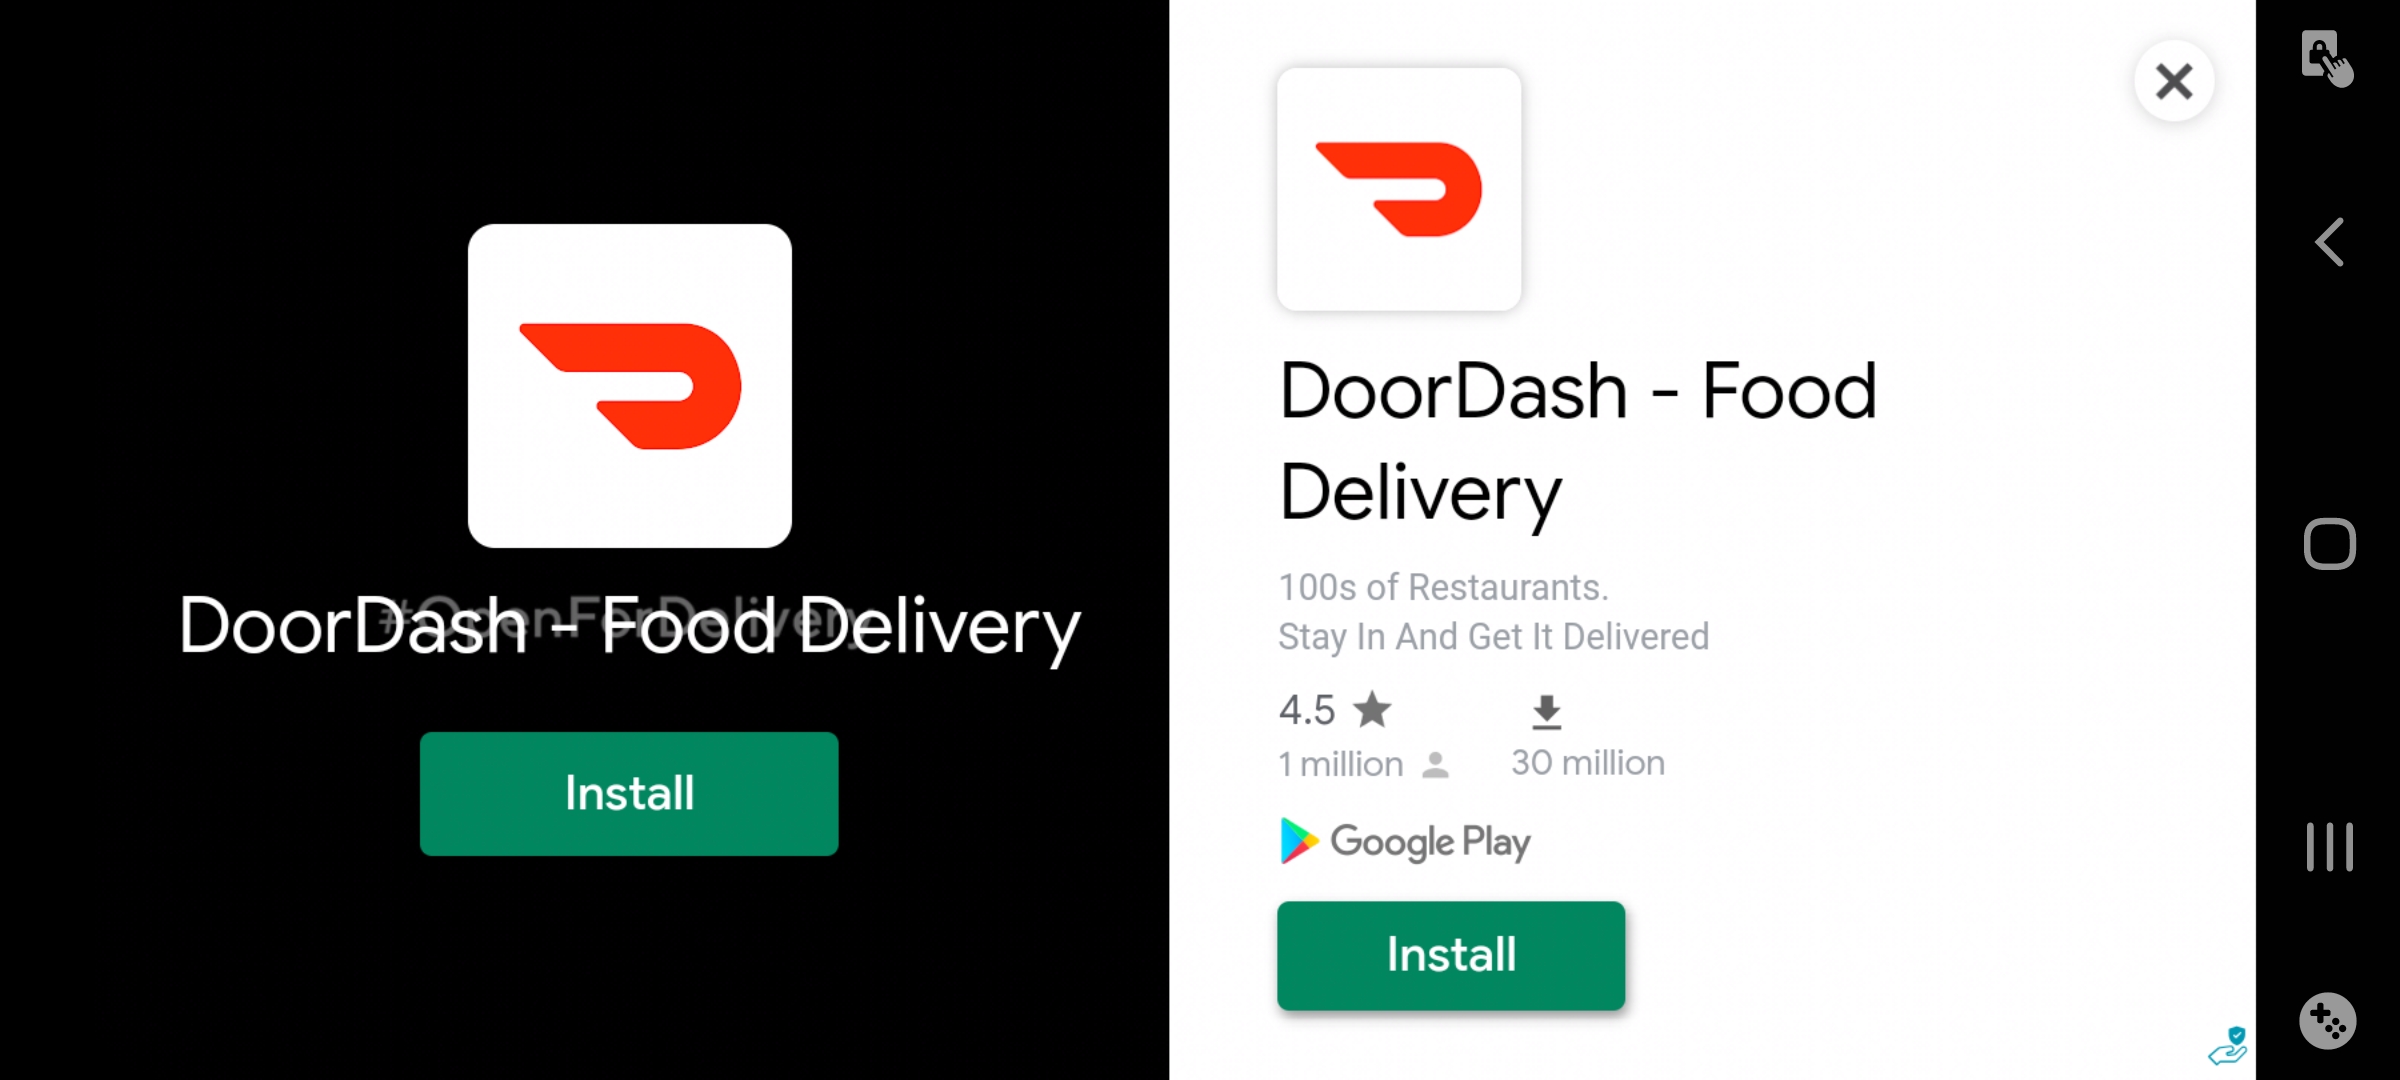 #OpenForDelivery
DoorDash - Food Delivery
Install
DoorDash - Food
Delivery
100s of Restaurants.
Stay In And Get It Delivered
4.5
1 million
30 million
Google Play
Install